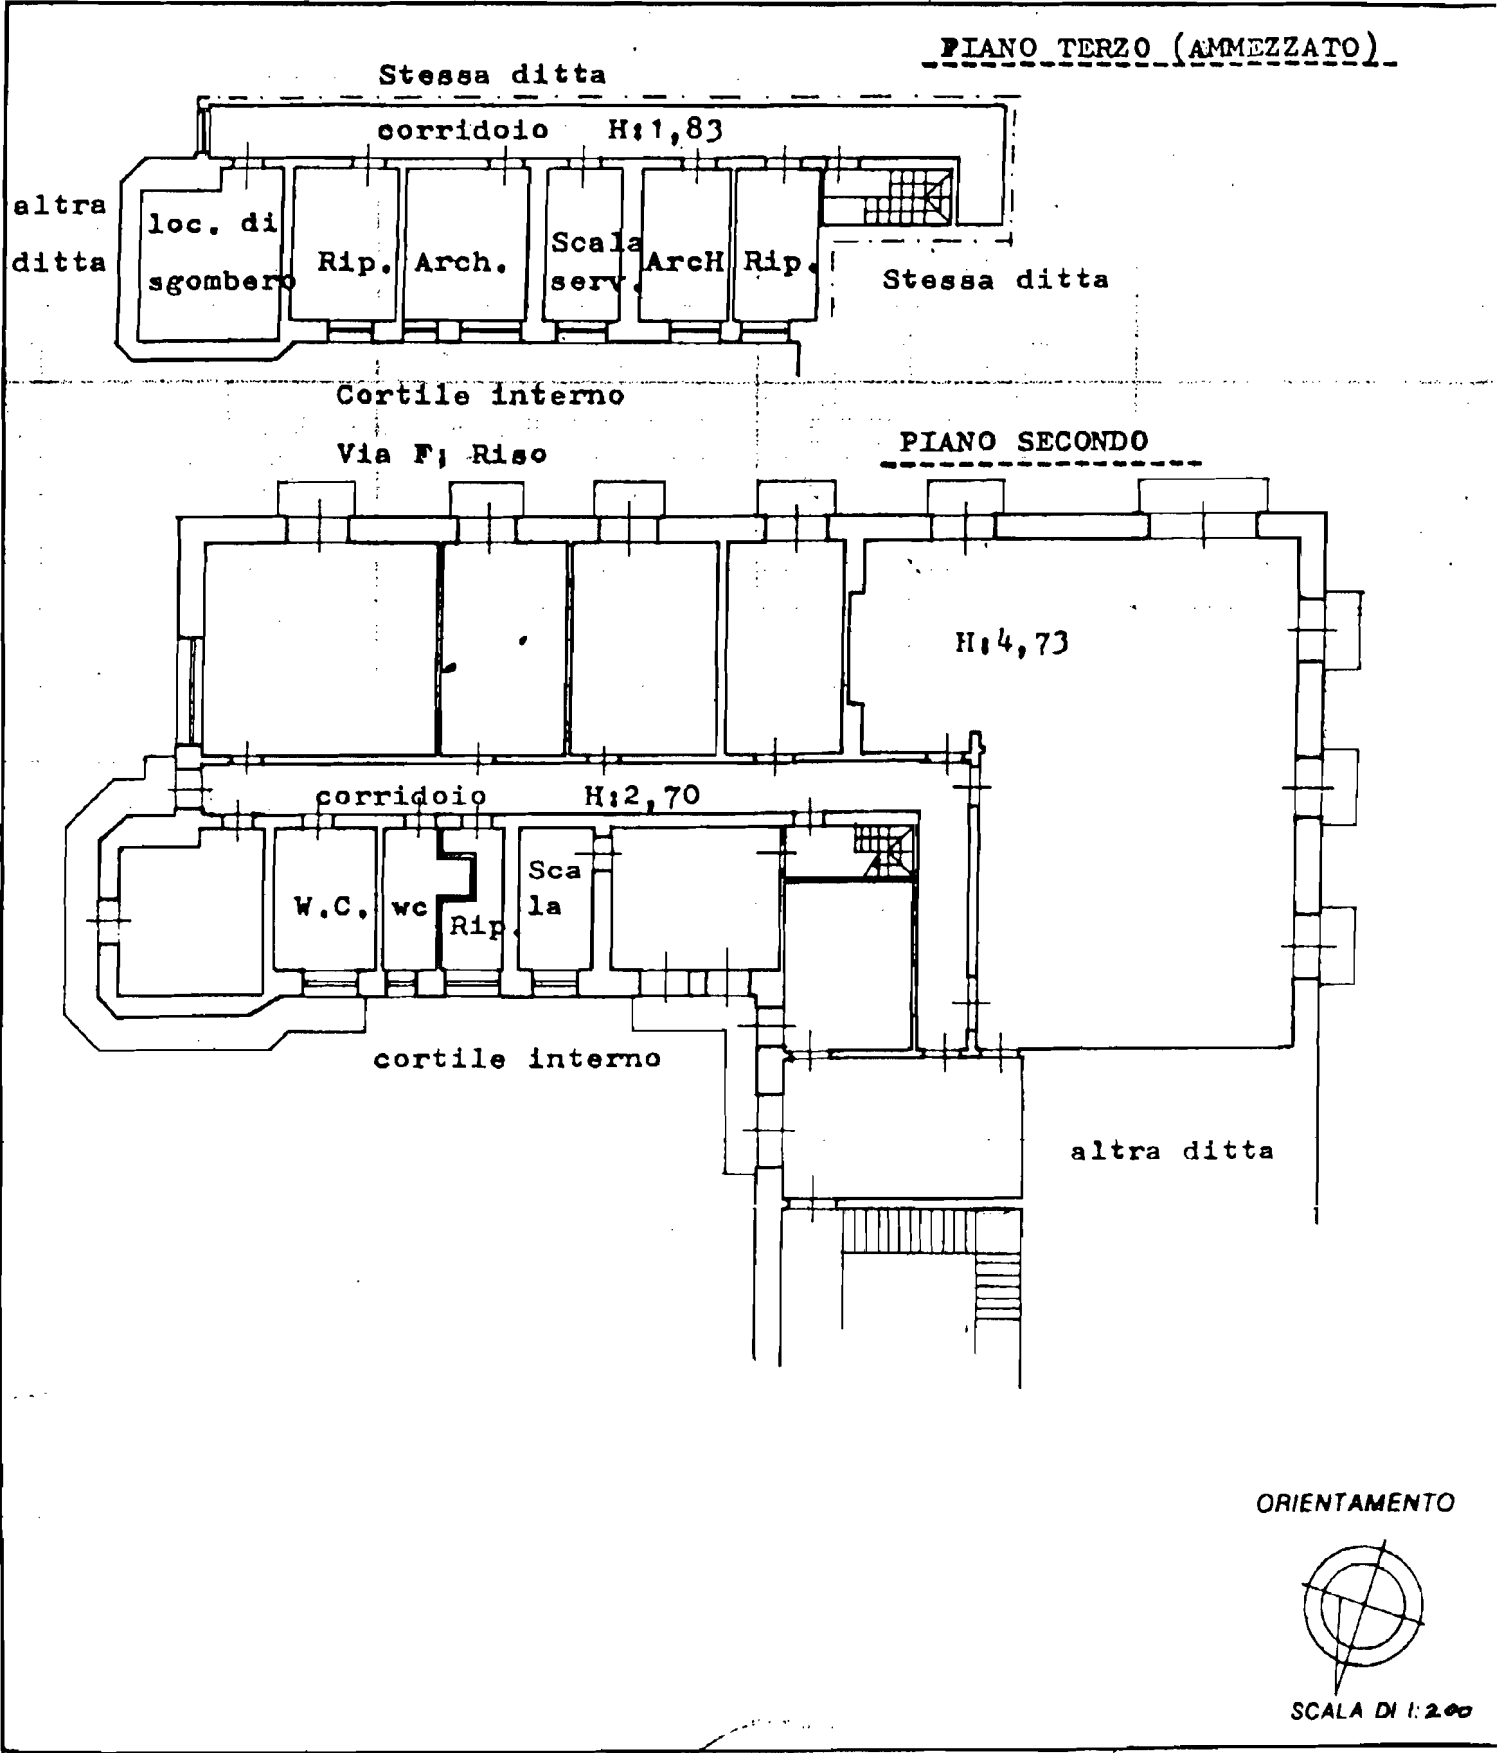 PIANO TERZO (AMMEZZATO)
Stessa ditta
corridoio H:1,83
altra
ditta
loc. di
sgombero
Rip.
Arch.
Scala
serv.
ArcH
Rip.
Stessa ditta
Cortile interno
Via F; Riso
PIANO SECONDO
H:4,73
corridoio H:2,70
W.C.
wc
Rip.
Sca
la
cortile interno
altra ditta
ORIENTAMENTO
SCALA DI 1:200